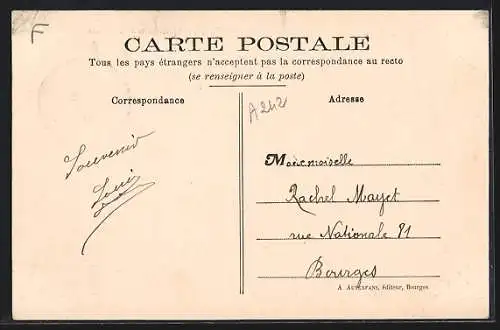 F
CARTE POSTALE
Tous les pays étrangers n'acceptent pas la correspondance au recto
(se renseigner à la poste)
Correspondance
Adresse
A242
Souvenir
Mademoiselle
Rachel Mayet
rue Nationale 91
Bourges
A. AUXENFANS, éditeur, Bourges